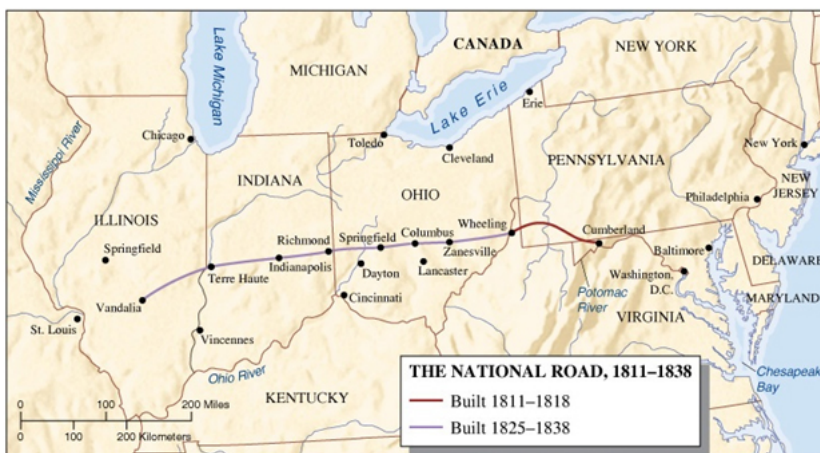 Lake Michigan
MICHIGAN
CANADA
NEW YORK
Lake Erie
Erie
Mississippi River
Chicago
Toledo
Cleveland
PENNSYLVANIA
New York
INDIANA
OHIO
NEW
JERSEY
Philadelphia
ILLINOIS
Springfield
Richmond
Springfield
Columbus
Wheeling
Cumberland
Baltimore
Zanesville
Terre Haute
Indianapolis
Dayton
Lancaster
Washington,
D.C.
DELAWARE
Vandalia
Cincinnati
Potomac
River
MARYLAND
St. Louis
Vincennes
VIRGINIA
Ohio River
KENTUCKY
Chesapeake
Bay
THE NATIONAL ROAD, 1811–1838
Built 1811–1818
Built 1825–1838
0 100 200 Miles
0 100 200 Kilometers